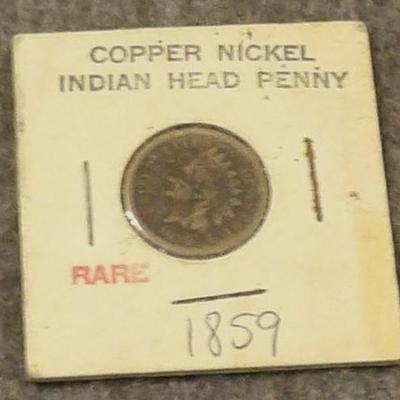 COPPER NICKEL
INDIAN HEAD PENNY
RARE
1859